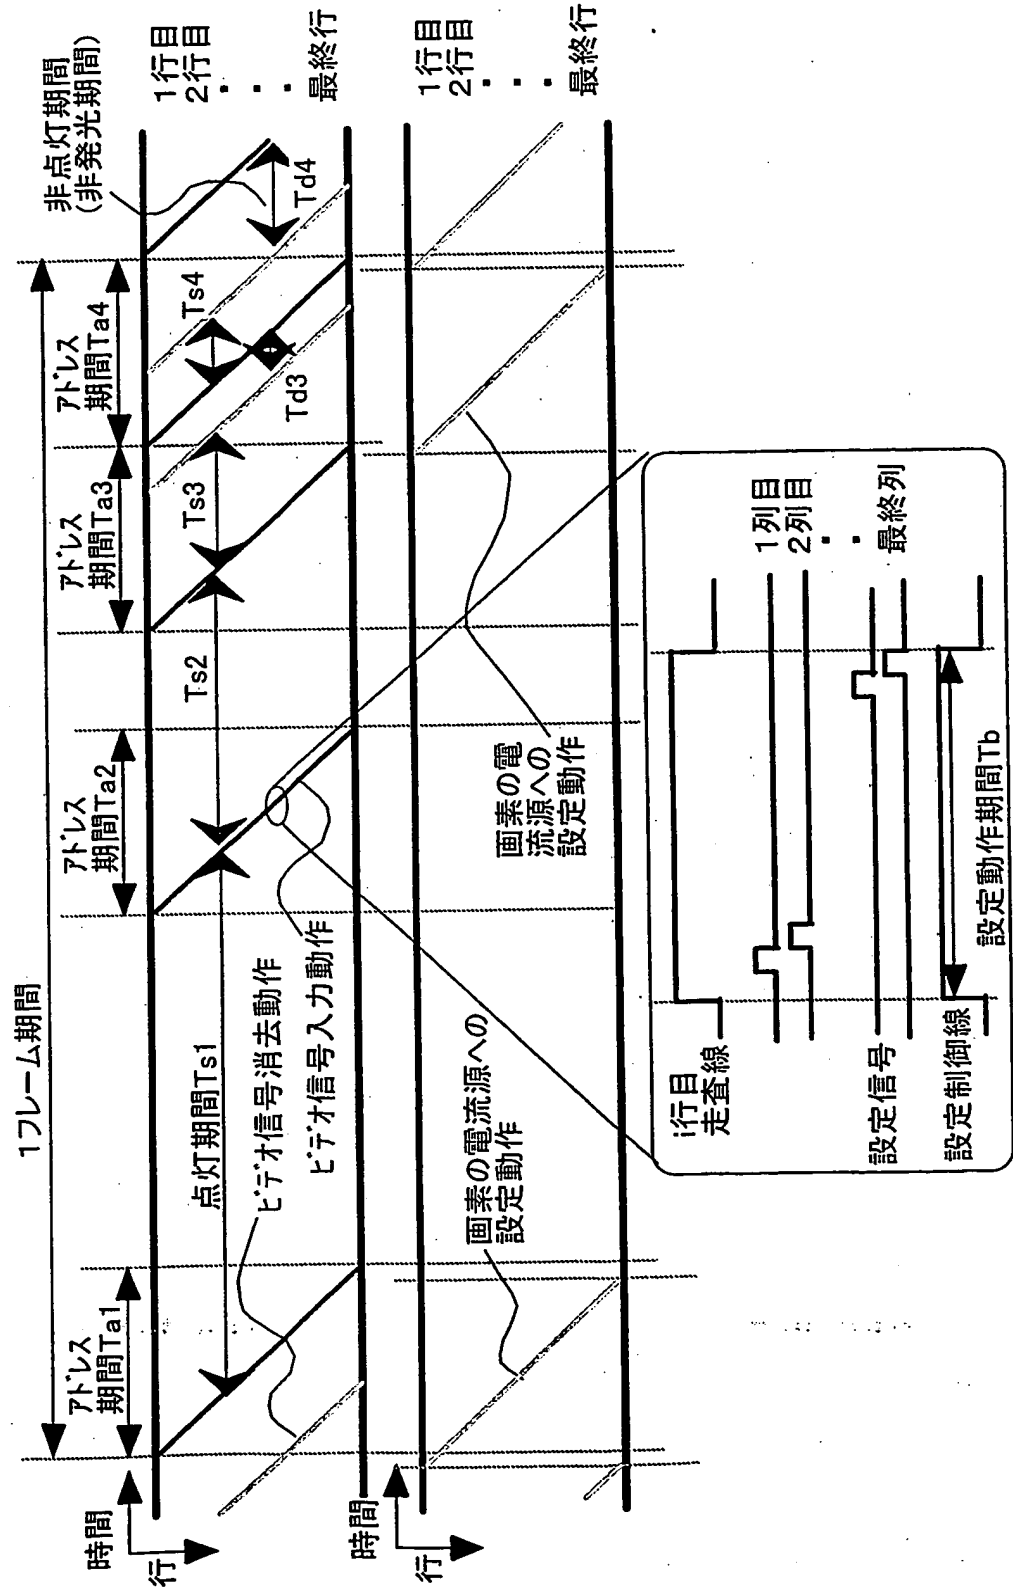 1フレーム期間
アドレス
期間Ta1
アドレス
期間Ta2
アドレス
期間Ta3
アドレス
期間Ta4
非点灯期間
(非発光期間)
時間
行
点灯期間Ts1
Ts2
Ts3
Ts4
Td3
Td4
1行目
2行目
最終行
ビデオ信号消去動作
ビデオ信号入力動作
時間
行
画素の電流源への
設定動作
画素の電
流源への
設定動作
1行目
2行目
最終行
i行目
走査線
設定信号
設定制御線
1列目
2列目
最終列
設定動作期間Tb